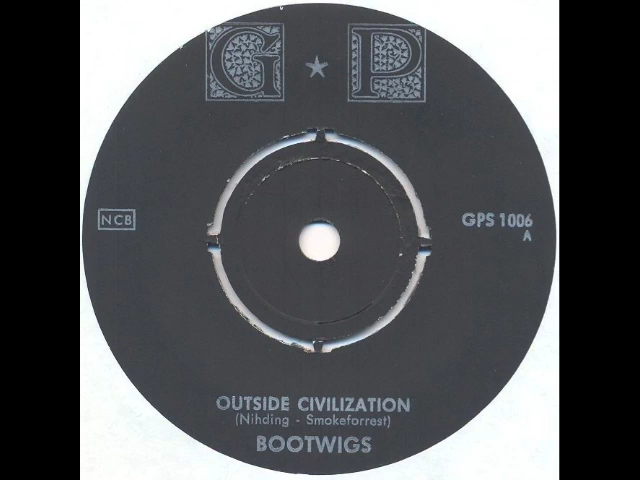 G ★ P
NCB
GPS 1006
A
OUTSIDE CIVILIZATION
(Nihding - Smokeforrest)
BOOTWIGS